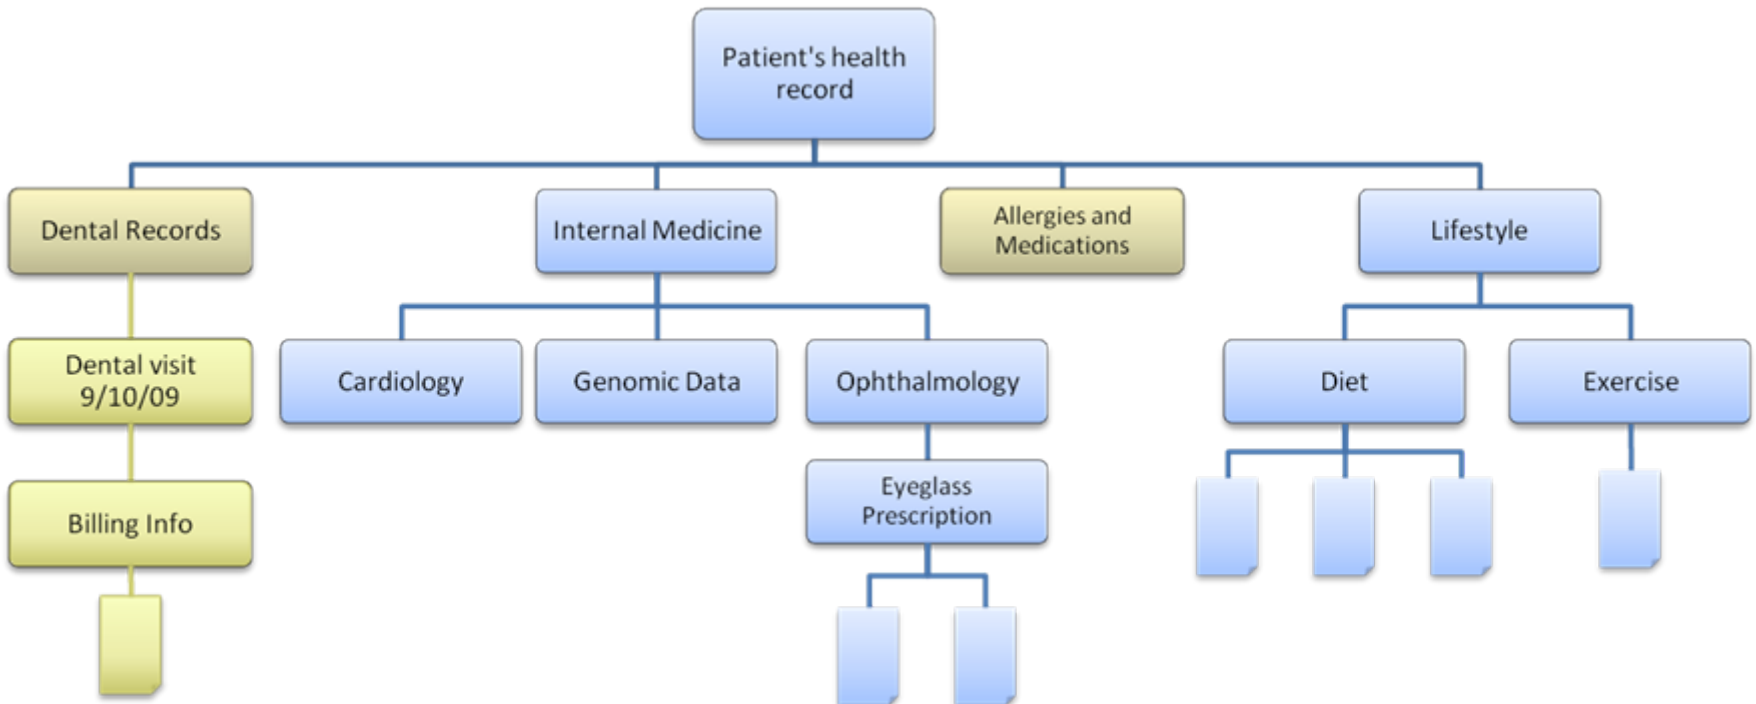 Patient's health
record
Dental Records
Internal Medicine
Allergies and
Medications
Lifestyle
Dental visit
9/10/09
Cardiology
Genomic Data
Ophthalmology
Diet
Exercise
Billing Info
Eyeglass
Prescription